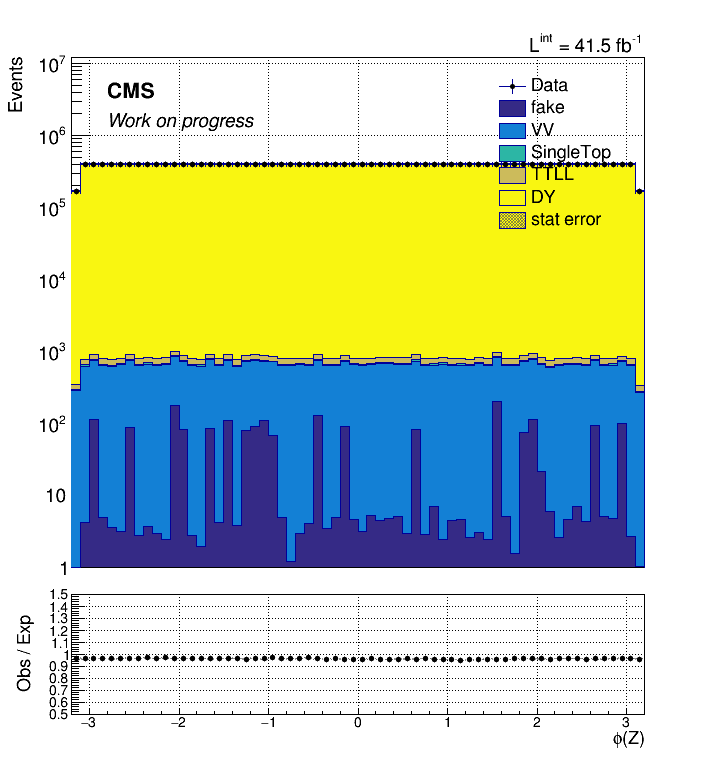 L^int = 41.5 fb^-1
Events
10^7
10^6
10^5
10^4
10^3
10^2
10
1
CMS
Work on progress
Data
fake
VV
SingleTop
TTLL
DY
stat error
Obs / Exp
1.5
1.4
1.3
1.2
1.1
1
0.9
0.8
0.7
0.6
0.5
−3 −2 −1 0 1 2 3
ϕ(Z)